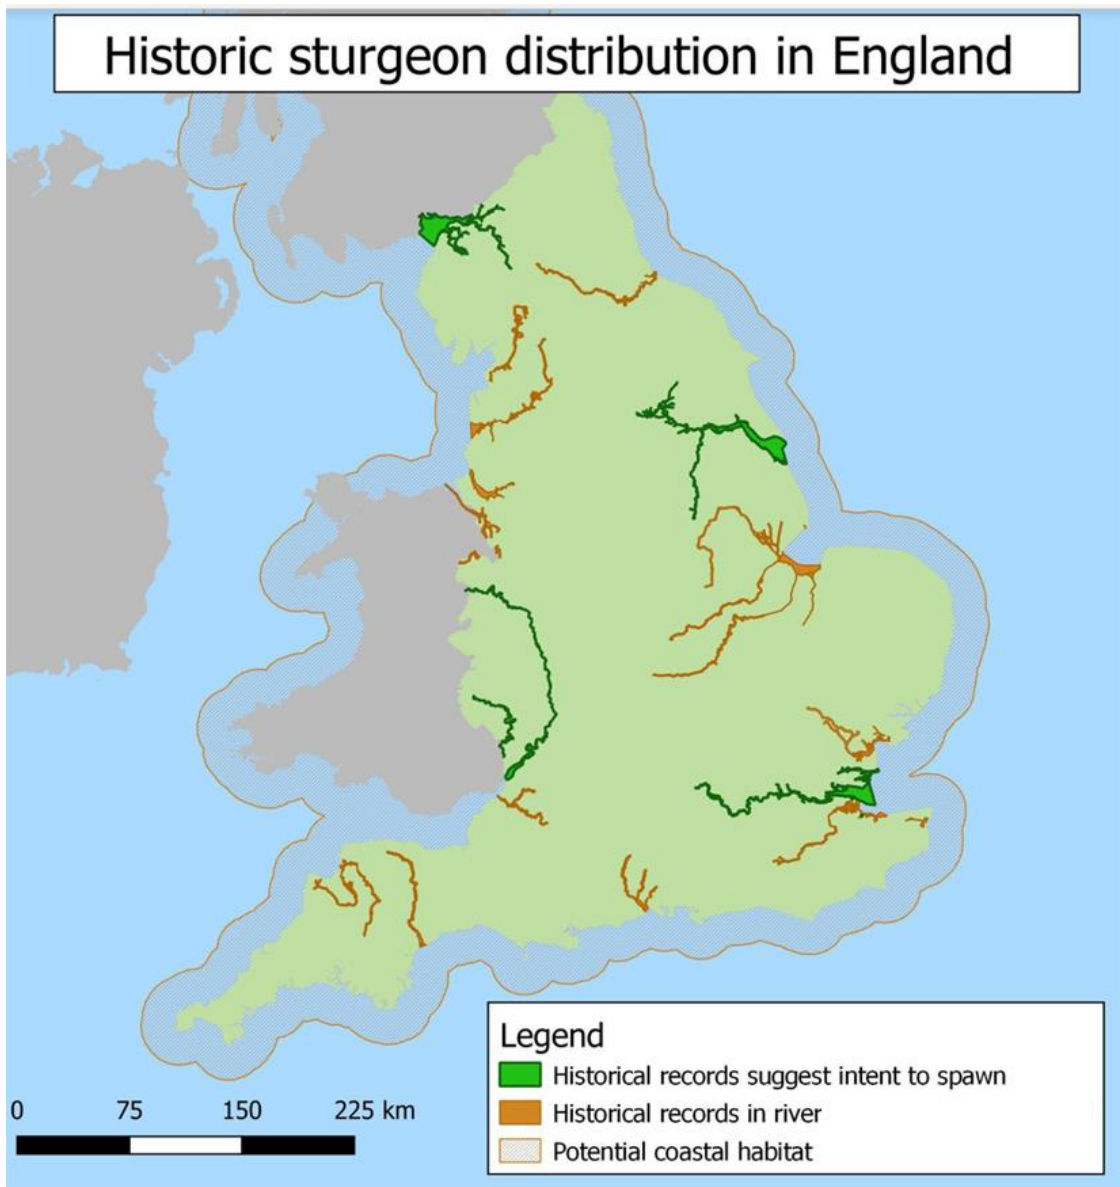 Historic sturgeon distribution in England
Legend
Historical records suggest intent to spawn
Historical records in river
Potential coastal habitat
0 75 150 225 km